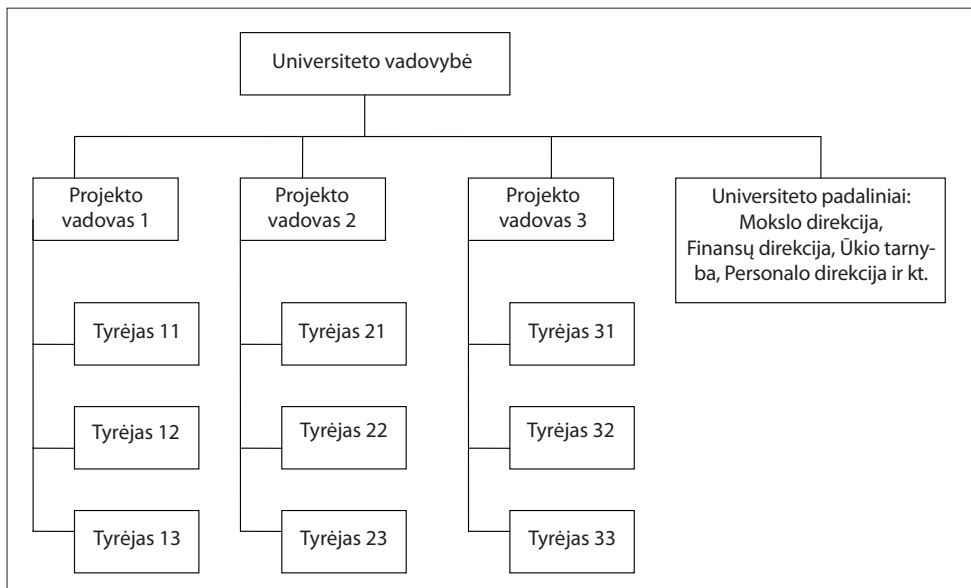 Universiteto vadovybė
Projekto
vadovas 1
Projekto
vadovas 2
Projekto
vadovas 3
Universiteto padaliniai:
Mokslo direkcija,
Finansų direkcija, Ūkio tarny-
ba, Personalo direkcija ir kt.
Tyrėjas 11
Tyrėjas 21
Tyrėjas 31
Tyrėjas 12
Tyrėjas 22
Tyrėjas 32
Tyrėjas 13
Tyrėjas 23
Tyrėjas 33